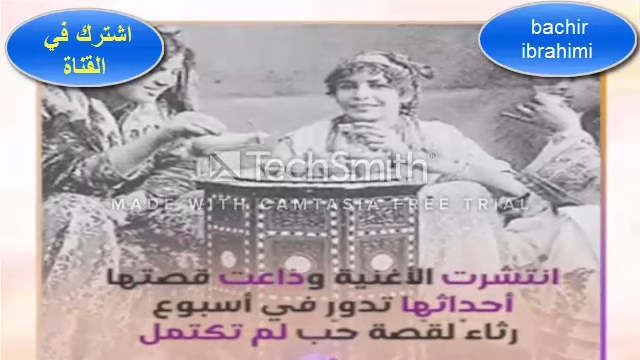 اشترك في
القناة
bachir
ibrahimi
TechSmith
MADE WITH CAMTASIA FREE TRIAL
انتشرت الأغنية وذاعت قصتها
أحداثها تدور في أسبوع
رثاء لقصة حب لم تكتمل